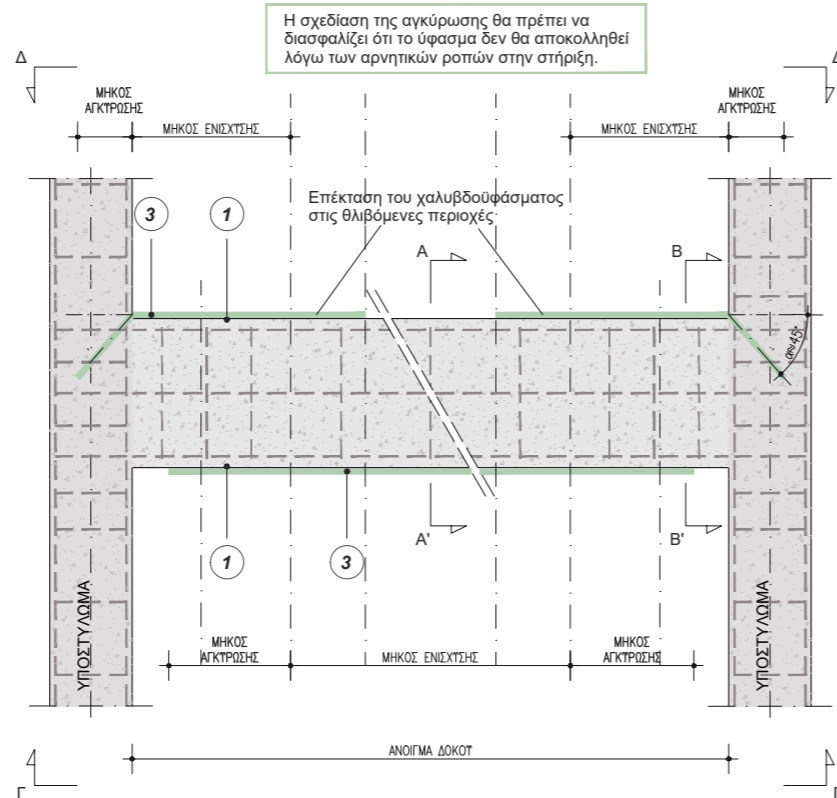 Η σχεδίαση της αγκύρωσης θα πρέπει να
διασφαλίζει ότι το ύφασμα δεν θα αποκολληθεί
λόγω των αρνητικών ροπών στην στήριξη.
Δ
Δ
ΜΗΚΟΣ
ΑΓΚΥΡΩΣΗΣ
ΜΗΚΟΣ ΕΝΙΣΧΥΣΗΣ
ΜΗΚΟΣ ΕΝΙΣΧΥΣΗΣ
ΜΗΚΟΣ
ΑΓΚΥΡΩΣΗΣ
Επέκταση του χαλυβδοϋφάσματος
στις θλιβόμενες περιοχές
3
1
A
B
45°
A'
B'
1
3
ΥΠΟΣΤΥΛΩΜΑ
ΥΠΟΣΤΥΛΩΜΑ
ΜΗΚΟΣ
ΑΓΚΥΡΩΣΗΣ
ΜΗΚΟΣ ΕΝΙΣΧΥΣΗΣ
ΜΗΚΟΣ
ΑΓΚΥΡΩΣΗΣ
ΑΝΟΙΓΜΑ ΔΟΚΟΥ
Γ
Γ